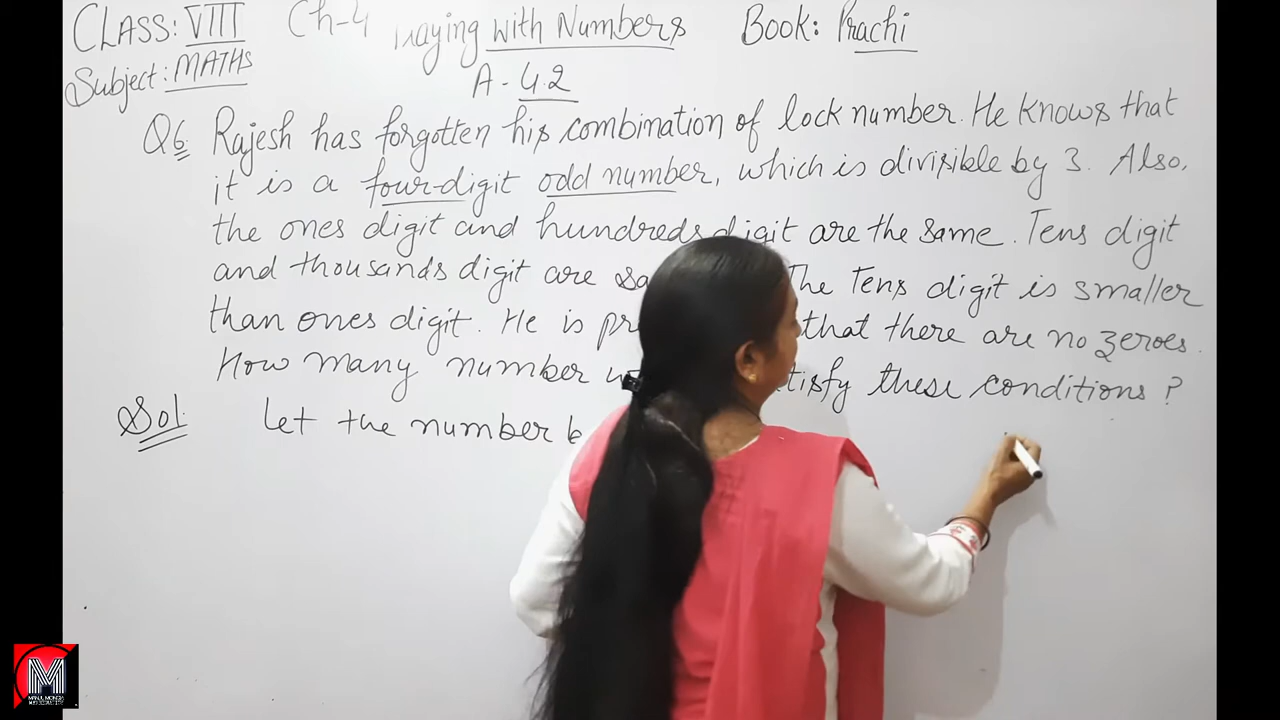 CLASS: VIII Ch-4 Playing with Numbers Book: Prachi
Subject: MATHS
A - 4.2
Q6 Rajesh has forgotten his combination of lock number. He knows that
it is a four-digit odd number, which is divisible by 3. Also,
the ones digit and hundreds digit are the same. Tens digit
and thousands digit are The Tens digit is smaller
than ones digit. He is that there are no zeroes.
How many number these conditions?
Sol. Let the number
M